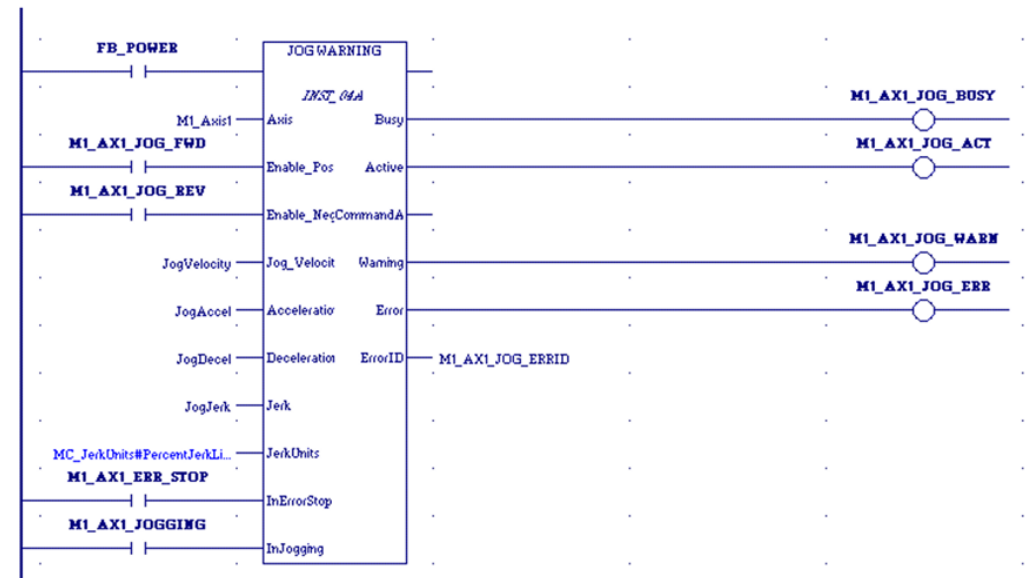 FB_POWER
JOG WARNING
INST_04A
M1_AX1_JOG_BUSY
M1_Axis1 Axis Busy
M1_AX1_JOG_FWD M1_AX1_JOG_ACT
Enable_Pos Active
M1_AX1_JOG_REV
Enable_NegCommandA
M1_AX1_JOG_WARN
JogVelocity Jog_Velocit Warning
M1_AX1_JOG_ERR
JogAccel Acceleratior Error
JogDecel Deceleration ErrorID M1_AX1_JOG_ERRID
JogJerk Jerk
MC_JerkUnits#PercentJerkLi... JerkUnits
M1_AX1_ERR_STOP
InErrorStop
M1_AX1_JOGGING
InJogging